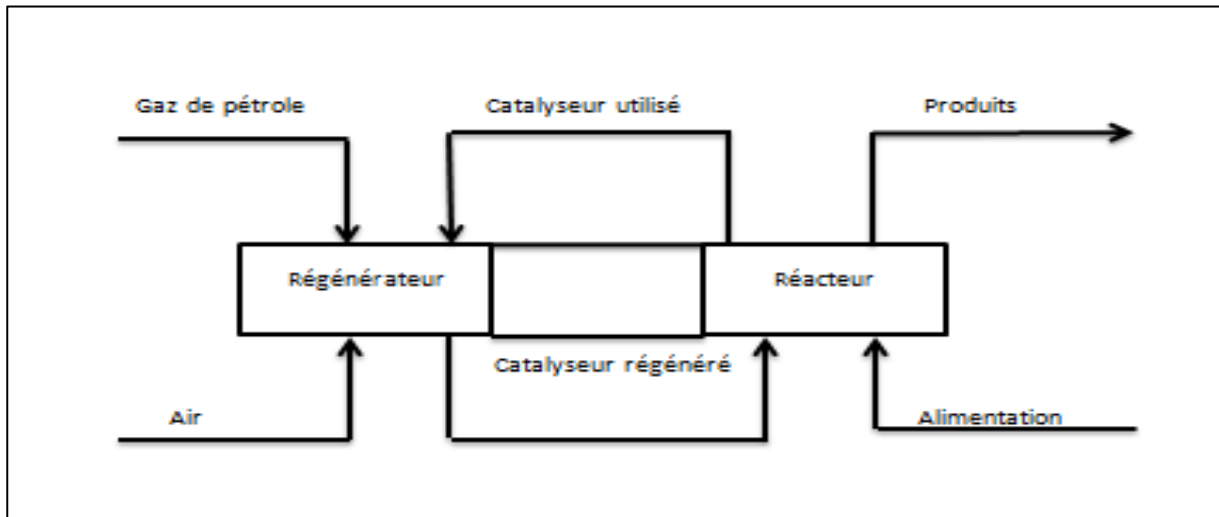 Gaz de pétrole
Catalyseur utilisé
Produits
Régénérateur
Réacteur
Catalyseur régénéré
Air
Alimentation